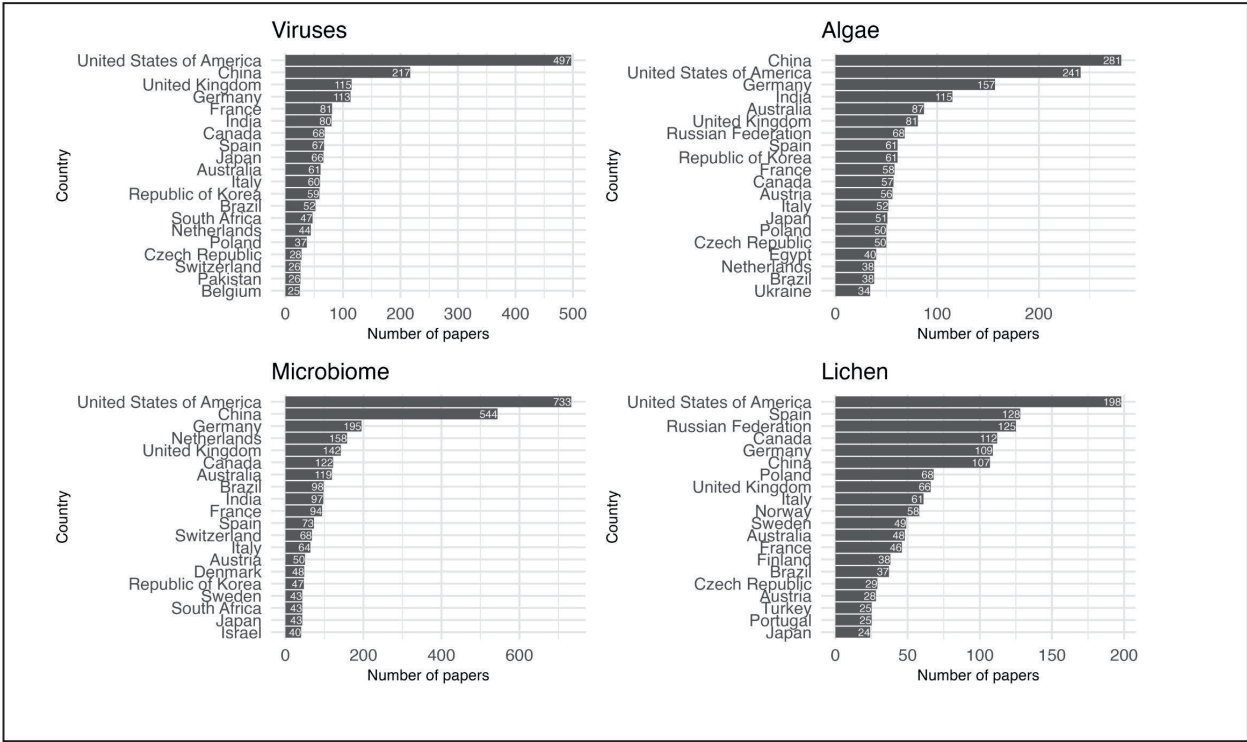 Viruses
United States of America 497
China 217
United Kingdom 115
Germany 113
France 81
India 80
Canada 68
Spain 67
Japan 66
Australia 61
Italy 60
Republic of Korea 59
Brazil 52
South Africa 47
Netherlands 44
Poland 37
Czech Republic 28
Switzerland 26
Pakistan 26
Belgium 25
Country
0 100 200 300 400 500
Number of papers
Algae
China 281
United States of America 241
Germany 157
India 115
Australia 87
United Kingdom 81
Russian Federation 68
Spain 61
Republic of Korea 61
France 58
Canada 57
Austria 56
Italy 52
Japan 51
Poland 50
Czech Republic 50
Egypt 40
Netherlands 38
Brazil 38
Ukraine 34
Country
0 100 200
Number of papers
Microbiome
United States of America 733
China 544
Germany 195
Netherlands 158
United Kingdom 142
Canada 122
Australia 119
Brazil 98
India 97
France 94
Spain 73
Switzerland 68
Italy 64
Austria 50
Denmark 48
Republic of Korea 47
Sweden 43
South Africa 43
Japan 43
Israel 40
Country
0 200 400 600
Number of papers
Lichen
United States of America 198
Spain 128
Russian Federation 125
Canada 112
Germany 109
China 107
Poland 68
United Kingdom 66
Italy 61
Norway 58
Sweden 49
Australia 48
France 46
Finland 38
Brazil 37
Czech Republic 29
Austria 28
Turkey 25
Portugal 25
Japan 24
Country
0 50 100 150 200
Number of papers